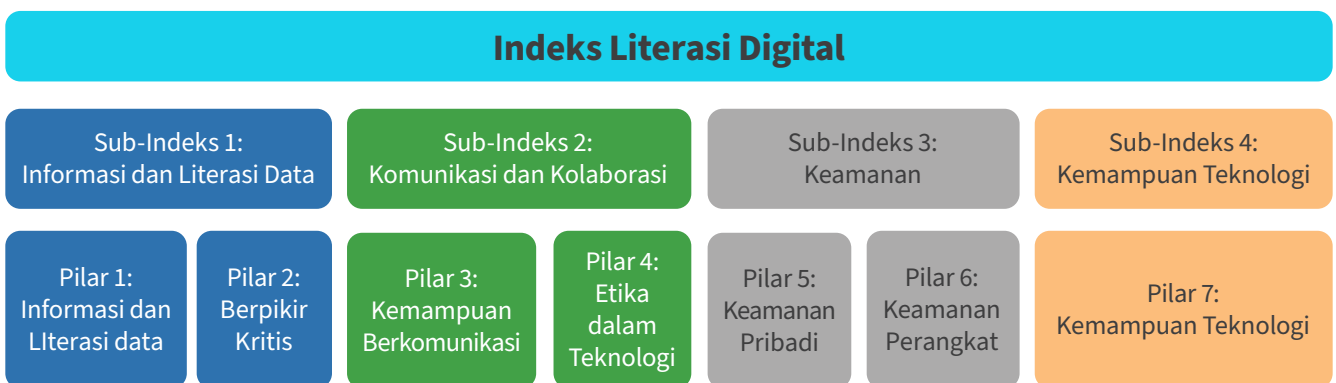 Indeks Literasi Digital
Sub-Indeks 1:
Informasi dan Literasi Data
Sub-Indeks 2:
Komunikasi dan Kolaborasi
Sub-Indeks 3:
Keamanan
Sub-Indeks 4:
Kemampuan Teknologi
Pilar 1:
Informasi dan
LIterasi data
Pilar 2:
Berpikir
Kritis
Pilar 3:
Kemampuan
Berkomunikasi
Pilar 4:
Etika
dalam
Teknologi
Pilar 5:
Keamanan
Pribadi
Pilar 6:
Keamanan
Perangkat
Pilar 7:
Kemampuan Teknologi